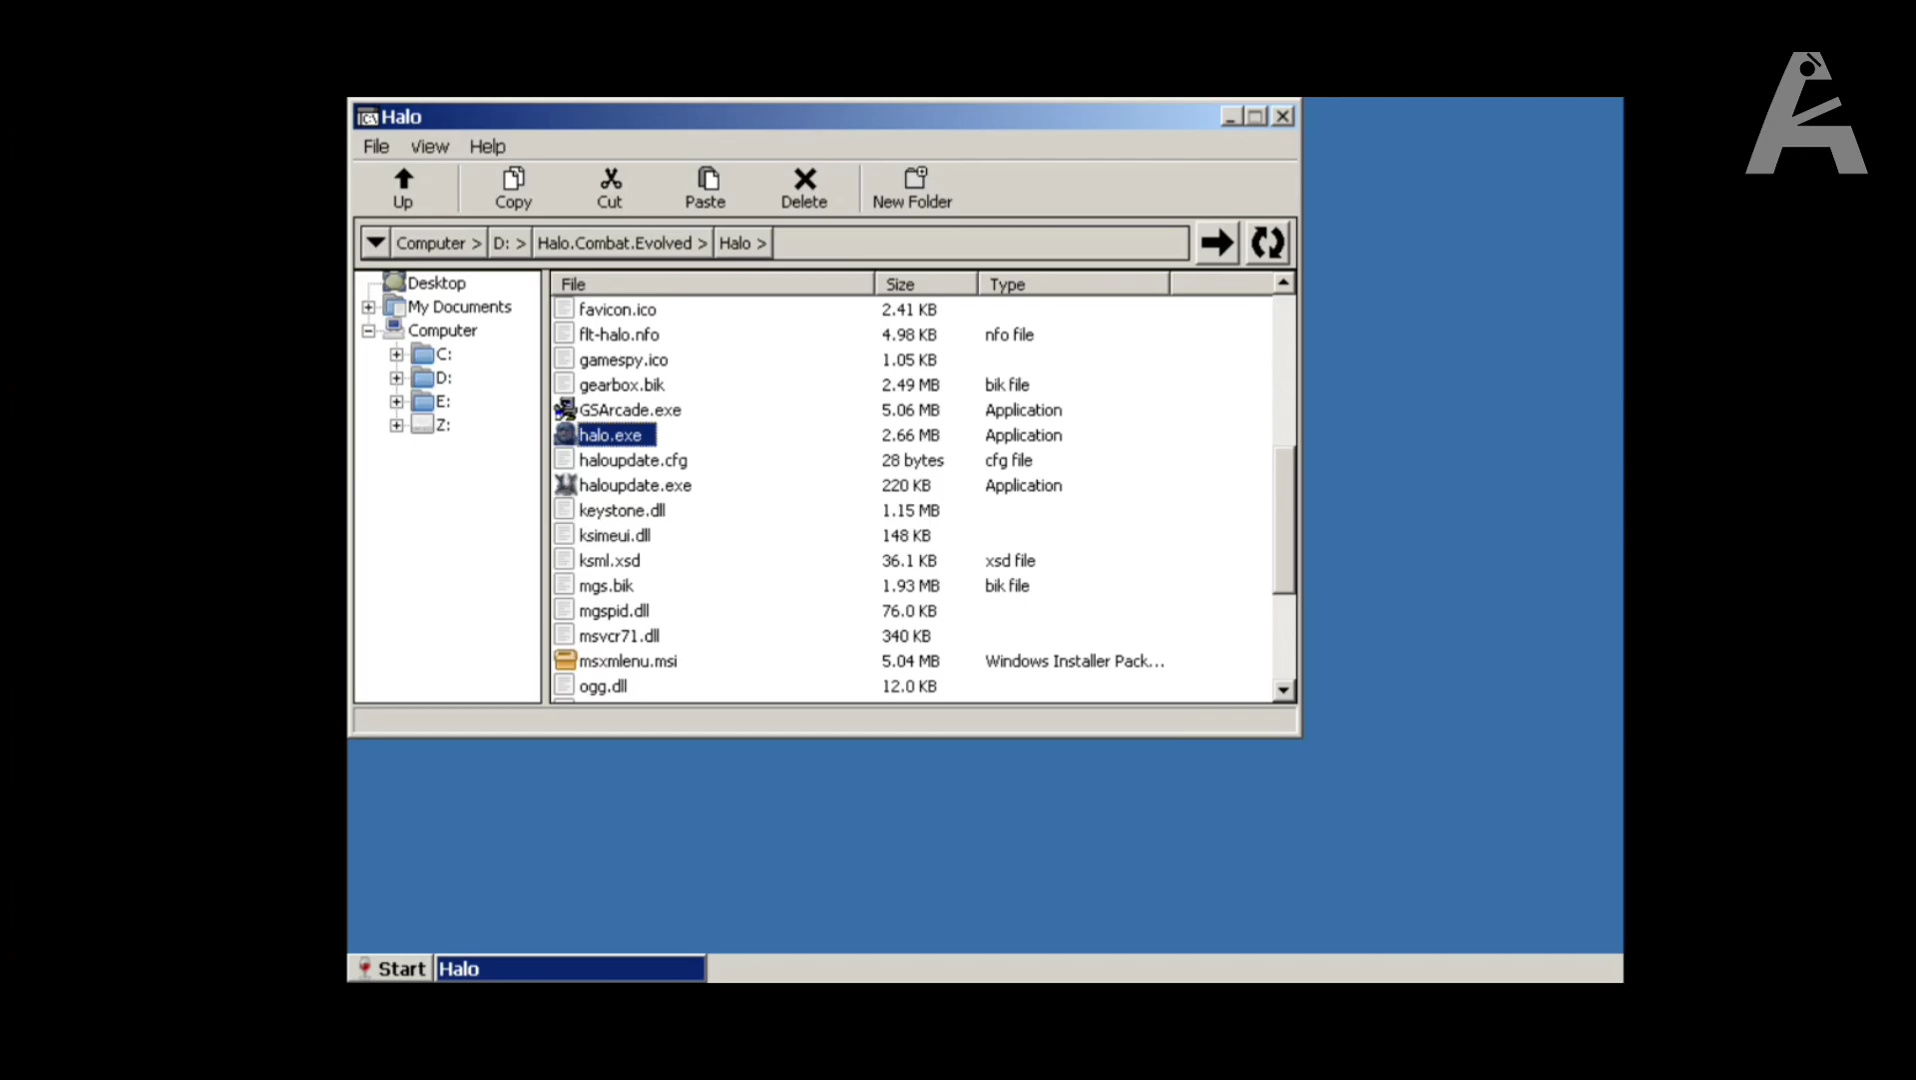 Halo
File View Help
Up Copy Cut Paste Delete New Folder
Computer > D: > Halo.Combat.Evolved > Halo >
Desktop
My Documents
Computer
C:
D:
E:
Z:
File Size Type
favicon.ico 2.41 KB
flt-halo.nfo 4.98 KB nfo file
gamespy.ico 1.05 KB
gearbox.bik 2.49 MB bik file
GSArcade.exe 5.06 MB Application
halo.exe 2.66 MB Application
haloupdate.cfg 28 bytes cfg file
haloupdate.exe 220 KB Application
keystone.dll 1.15 MB
ksimeui.dll 148 KB
ksml.xsd 36.1 KB xsd file
mgs.bik 1.93 MB bik file
mgspid.dll 76.0 KB
msvcr71.dll 340 KB
msxmlenu.msi 5.04 MB Windows Installer Pack...
ogg.dll 12.0 KB
Start Halo